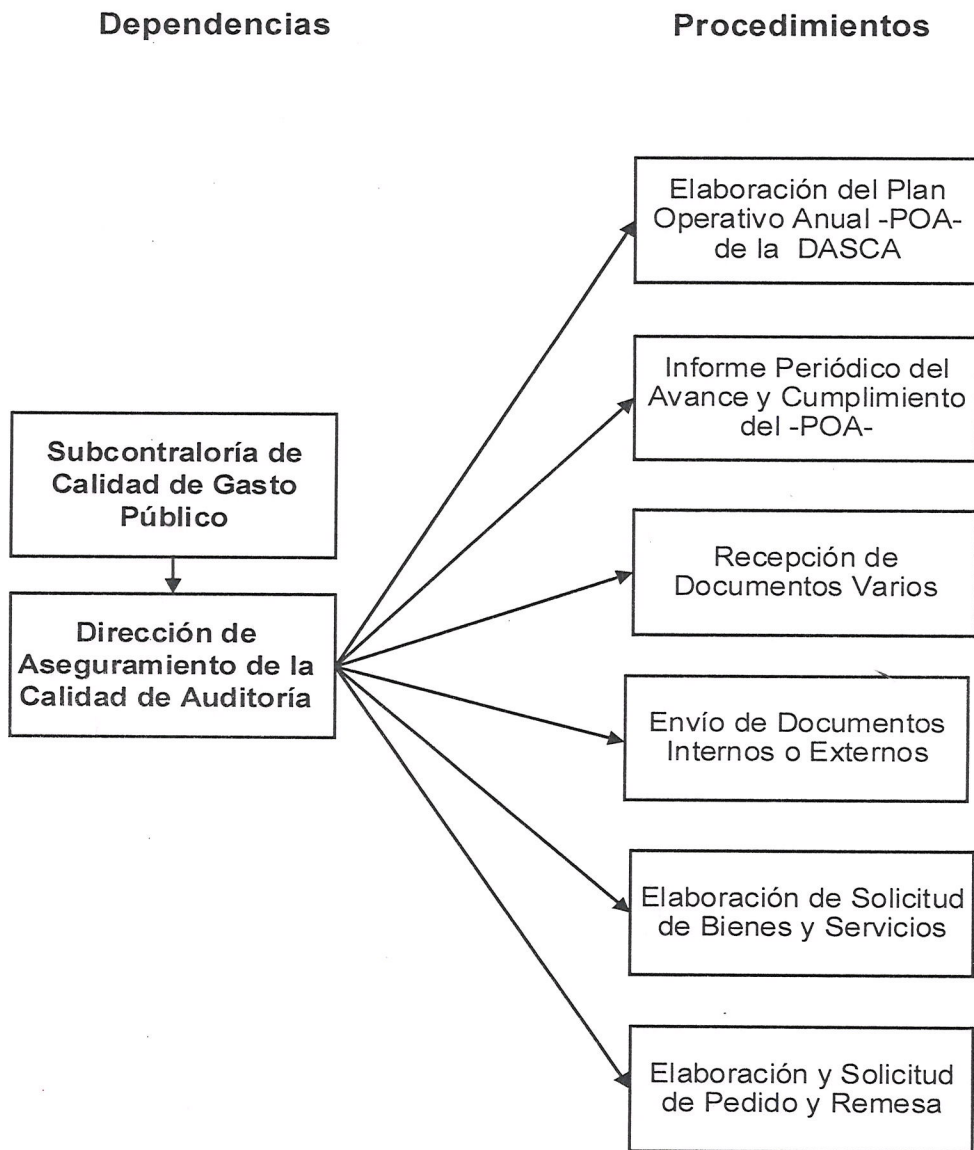 Dependencias
Procedimientos
Subcontraloría de
Calidad de Gasto
Público
Dirección de
Aseguramiento de la
Calidad de Auditoría
Elaboración del Plan
Operativo Anual -POA-
de la DASCA
Informe Periódico del
Avance y Cumplimiento
del -POA-
Recepción de
Documentos Varios
Envío de Documentos
Internos o Externos
Elaboración de Solicitud
de Bienes y Servicios
Elaboración y Solicitud
de Pedido y Remesa